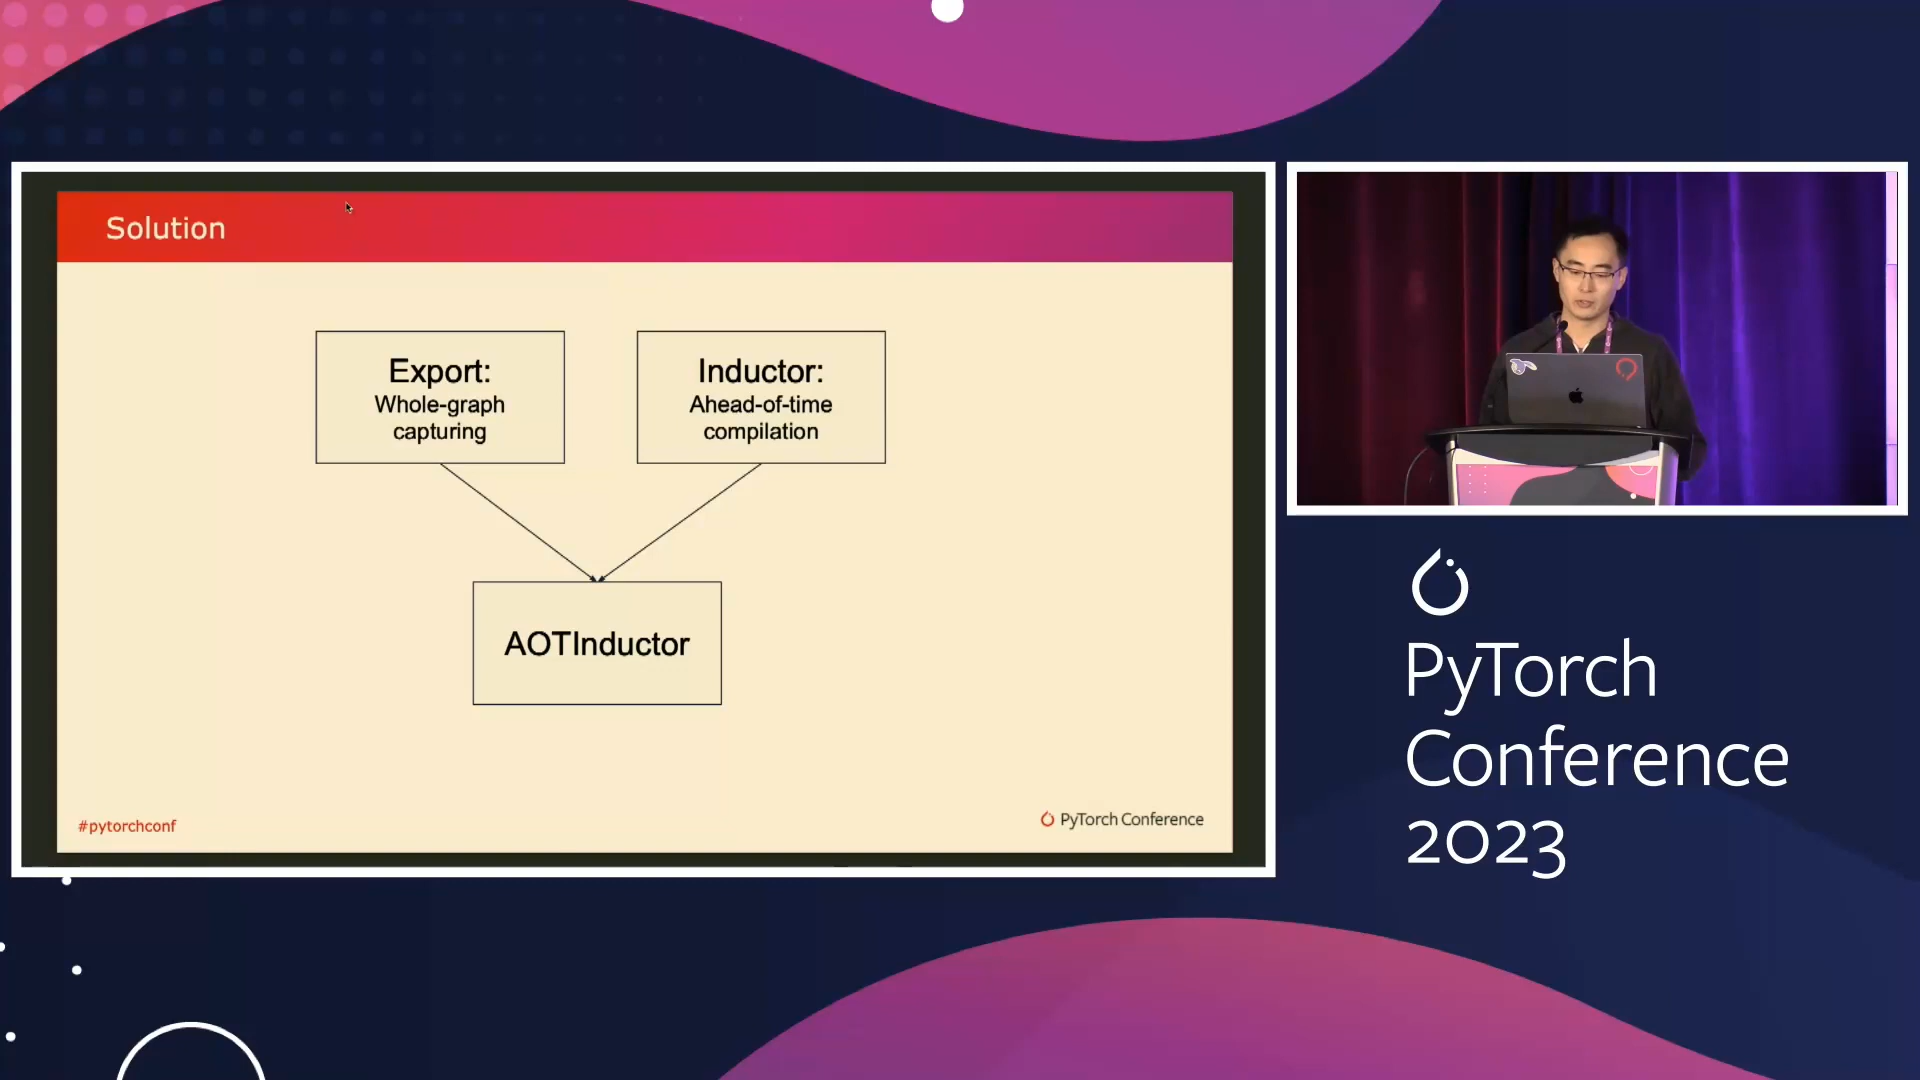 Solution
Export:
Whole-graph
capturing
Inductor:
Ahead-of-time
compilation
AOTInductor
#pytorchconf
PyTorch Conference
PyTorch
Conference
2023